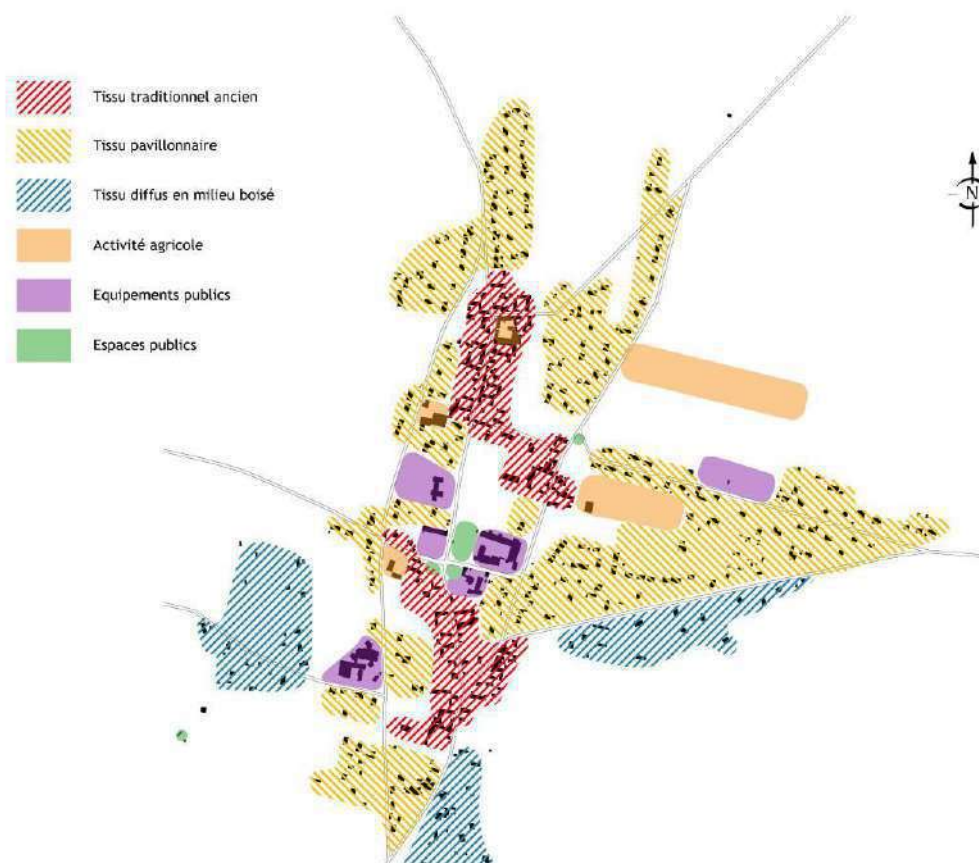 Tissu traditionnel ancien
Tissu pavillonnaire
Tissu diffus en milieu boisé
Activité agricole
Equipements publics
Espaces publics
N